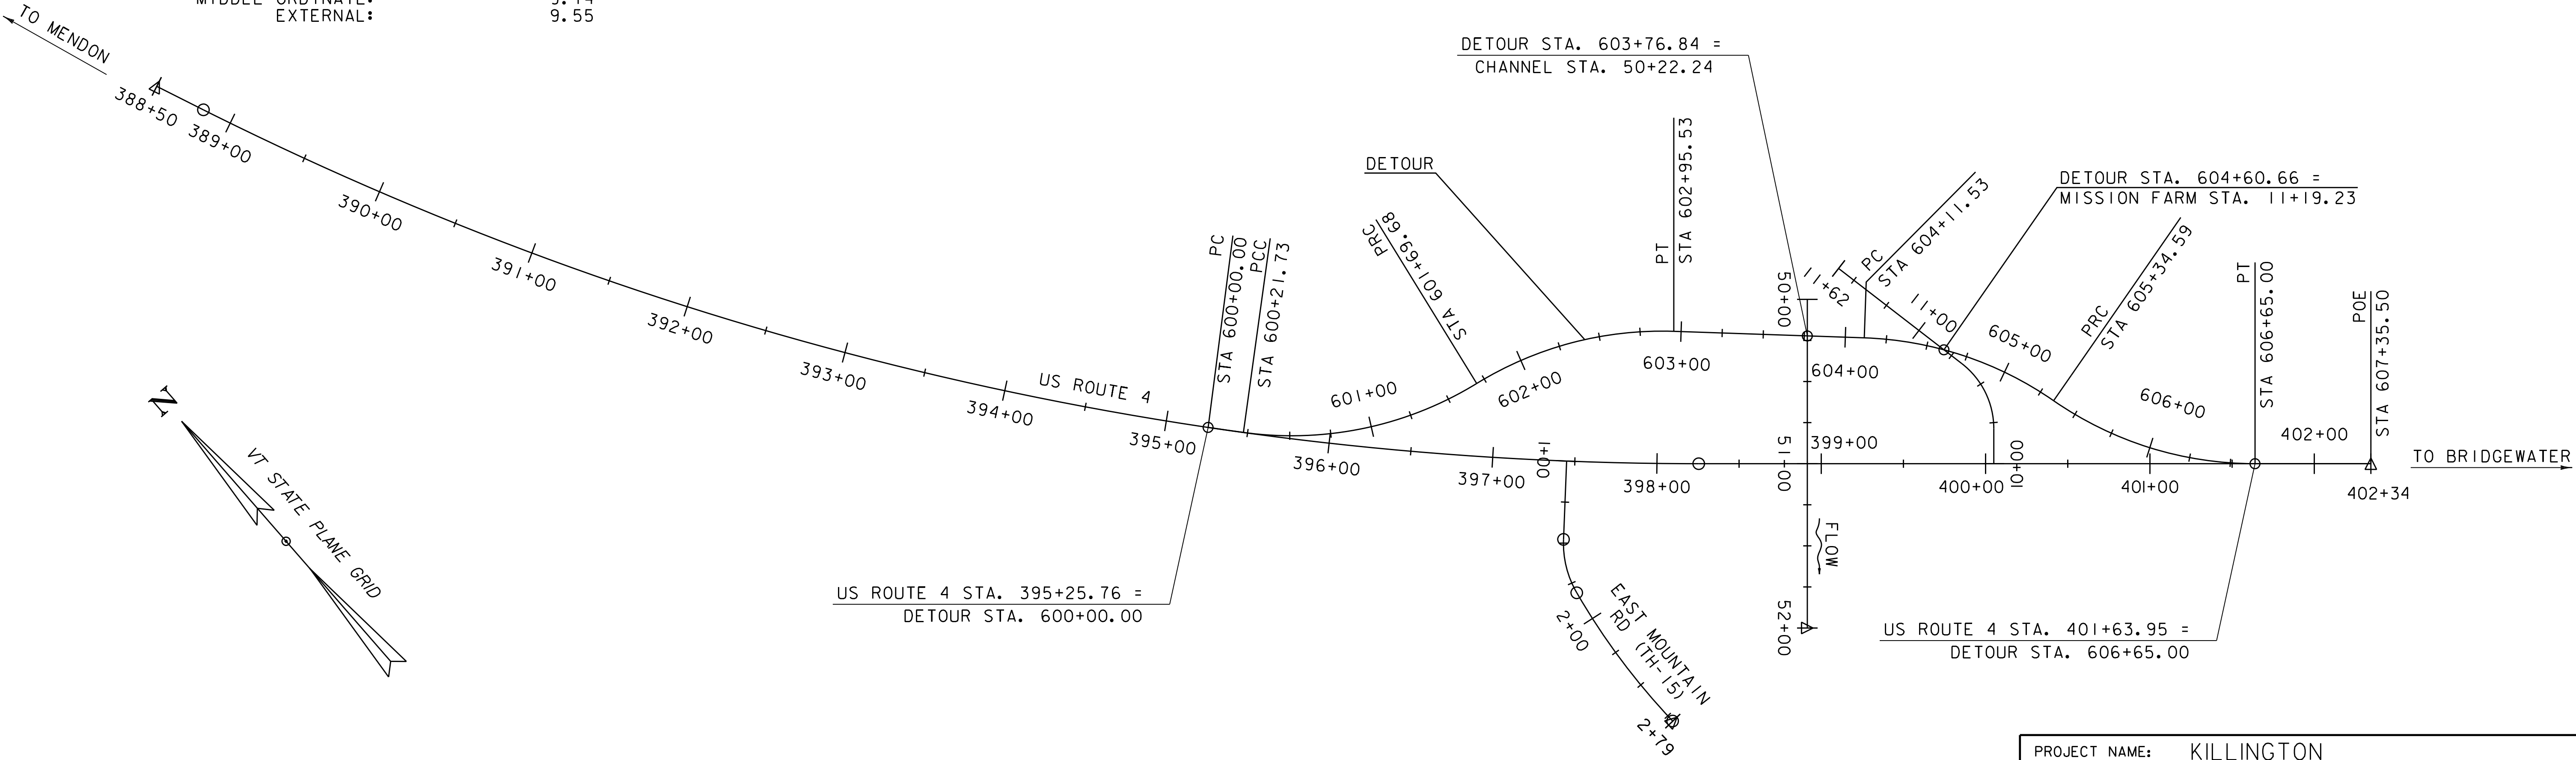 EXTERNAL: 9.55
TO MENDON
388+50
389+00
390+00
391+00
392+00
393+00
394+00
395+00
US ROUTE 4
396+00
397+00
398+00
399+00
400+00
401+00
402+00
402+34
TO BRIDGEWATER
N
VT STATE PLANE GRID
PC
STA 600+00.00
PCC
STA 600+21.73
601+00
PRC
STA 601+69.68
602+00
DETOUR
PT
STA 602+95.53
603+00
DETOUR STA. 603+76.84 =
CHANNEL STA. 50+22.24
50+00
51+00
52+00
FLOW
604+00
11+62
11+00
10+00
PC
STA 604+11.53
DETOUR STA. 604+60.66 =
MISSION FARM STA. 11+19.23
605+00
PRC
STA 605+34.59
606+00
PT
STA 606+65.00
POE
STA 607+35.50
1+00
2+00
2+79
EAST MOUNTAIN
RD (TH-15)
US ROUTE 4 STA. 395+25.76 =
DETOUR STA. 600+00.00
US ROUTE 4 STA. 401+63.95 =
DETOUR STA. 606+65.00
PROJECT NAME: KILLINGTON